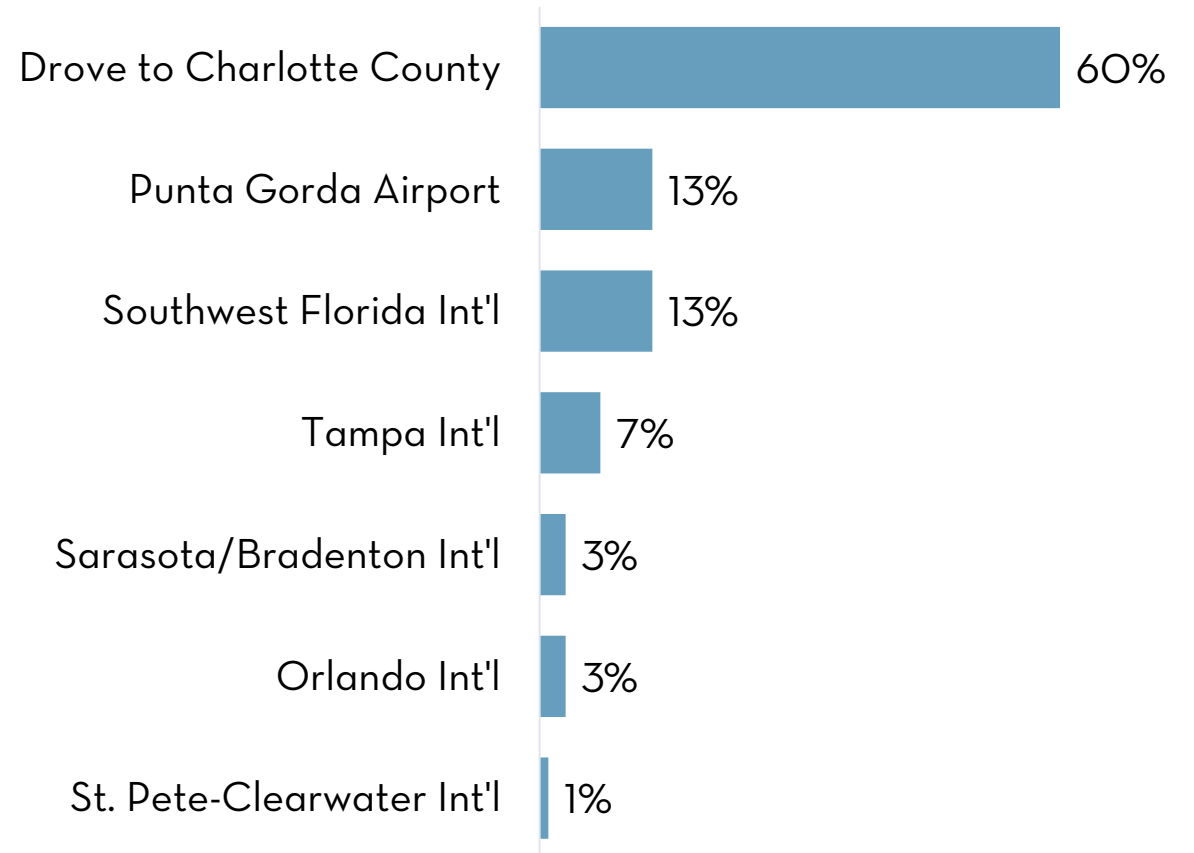 Drove to Charlotte County 60%
Punta Gorda Airport 13%
Southwest Florida Int'l 13%
Tampa Int'l 7%
Sarasota/Bradenton Int'l 3%
Orlando Int'l 3%
St. Pete-Clearwater Int'l 1%